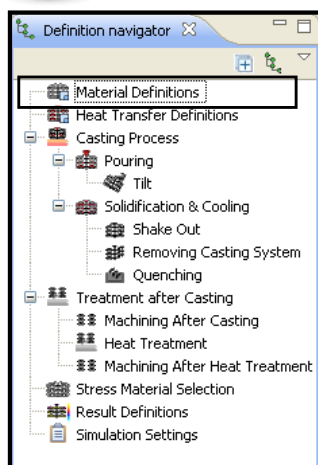 Definition navigator
Material Definitions
Heat Transfer Definitions
Casting Process
Pouring
Tilt
Solidification & Cooling
Shake Out
Removing Casting System
Quenching
Treatment after Casting
Machining After Casting
Heat Treatment
Machining After Heat Treatment
Stress Material Selection
Result Definitions
Simulation Settings